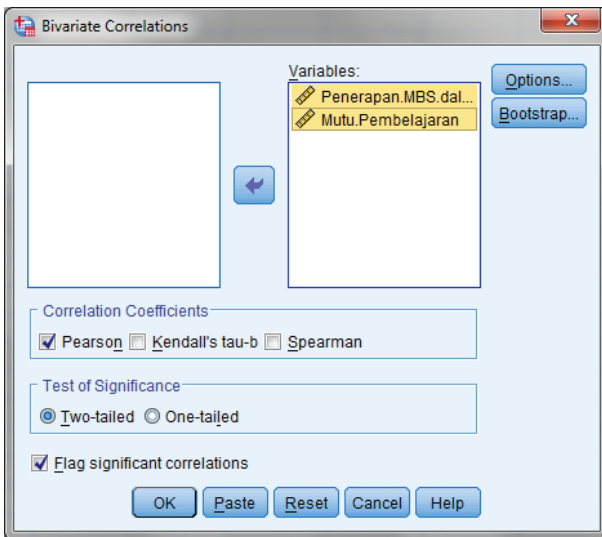 Bivariate Correlations
Variables:
Penerapan.MBS.dal...
Mutu.Pembelajaran
Options...
Bootstrap...
Correlation Coefficients
Pearson Kendall's tau-b Spearman
Test of Significance
Two-tailed One-tailed
Flag significant correlations
OK Paste Reset Cancel Help